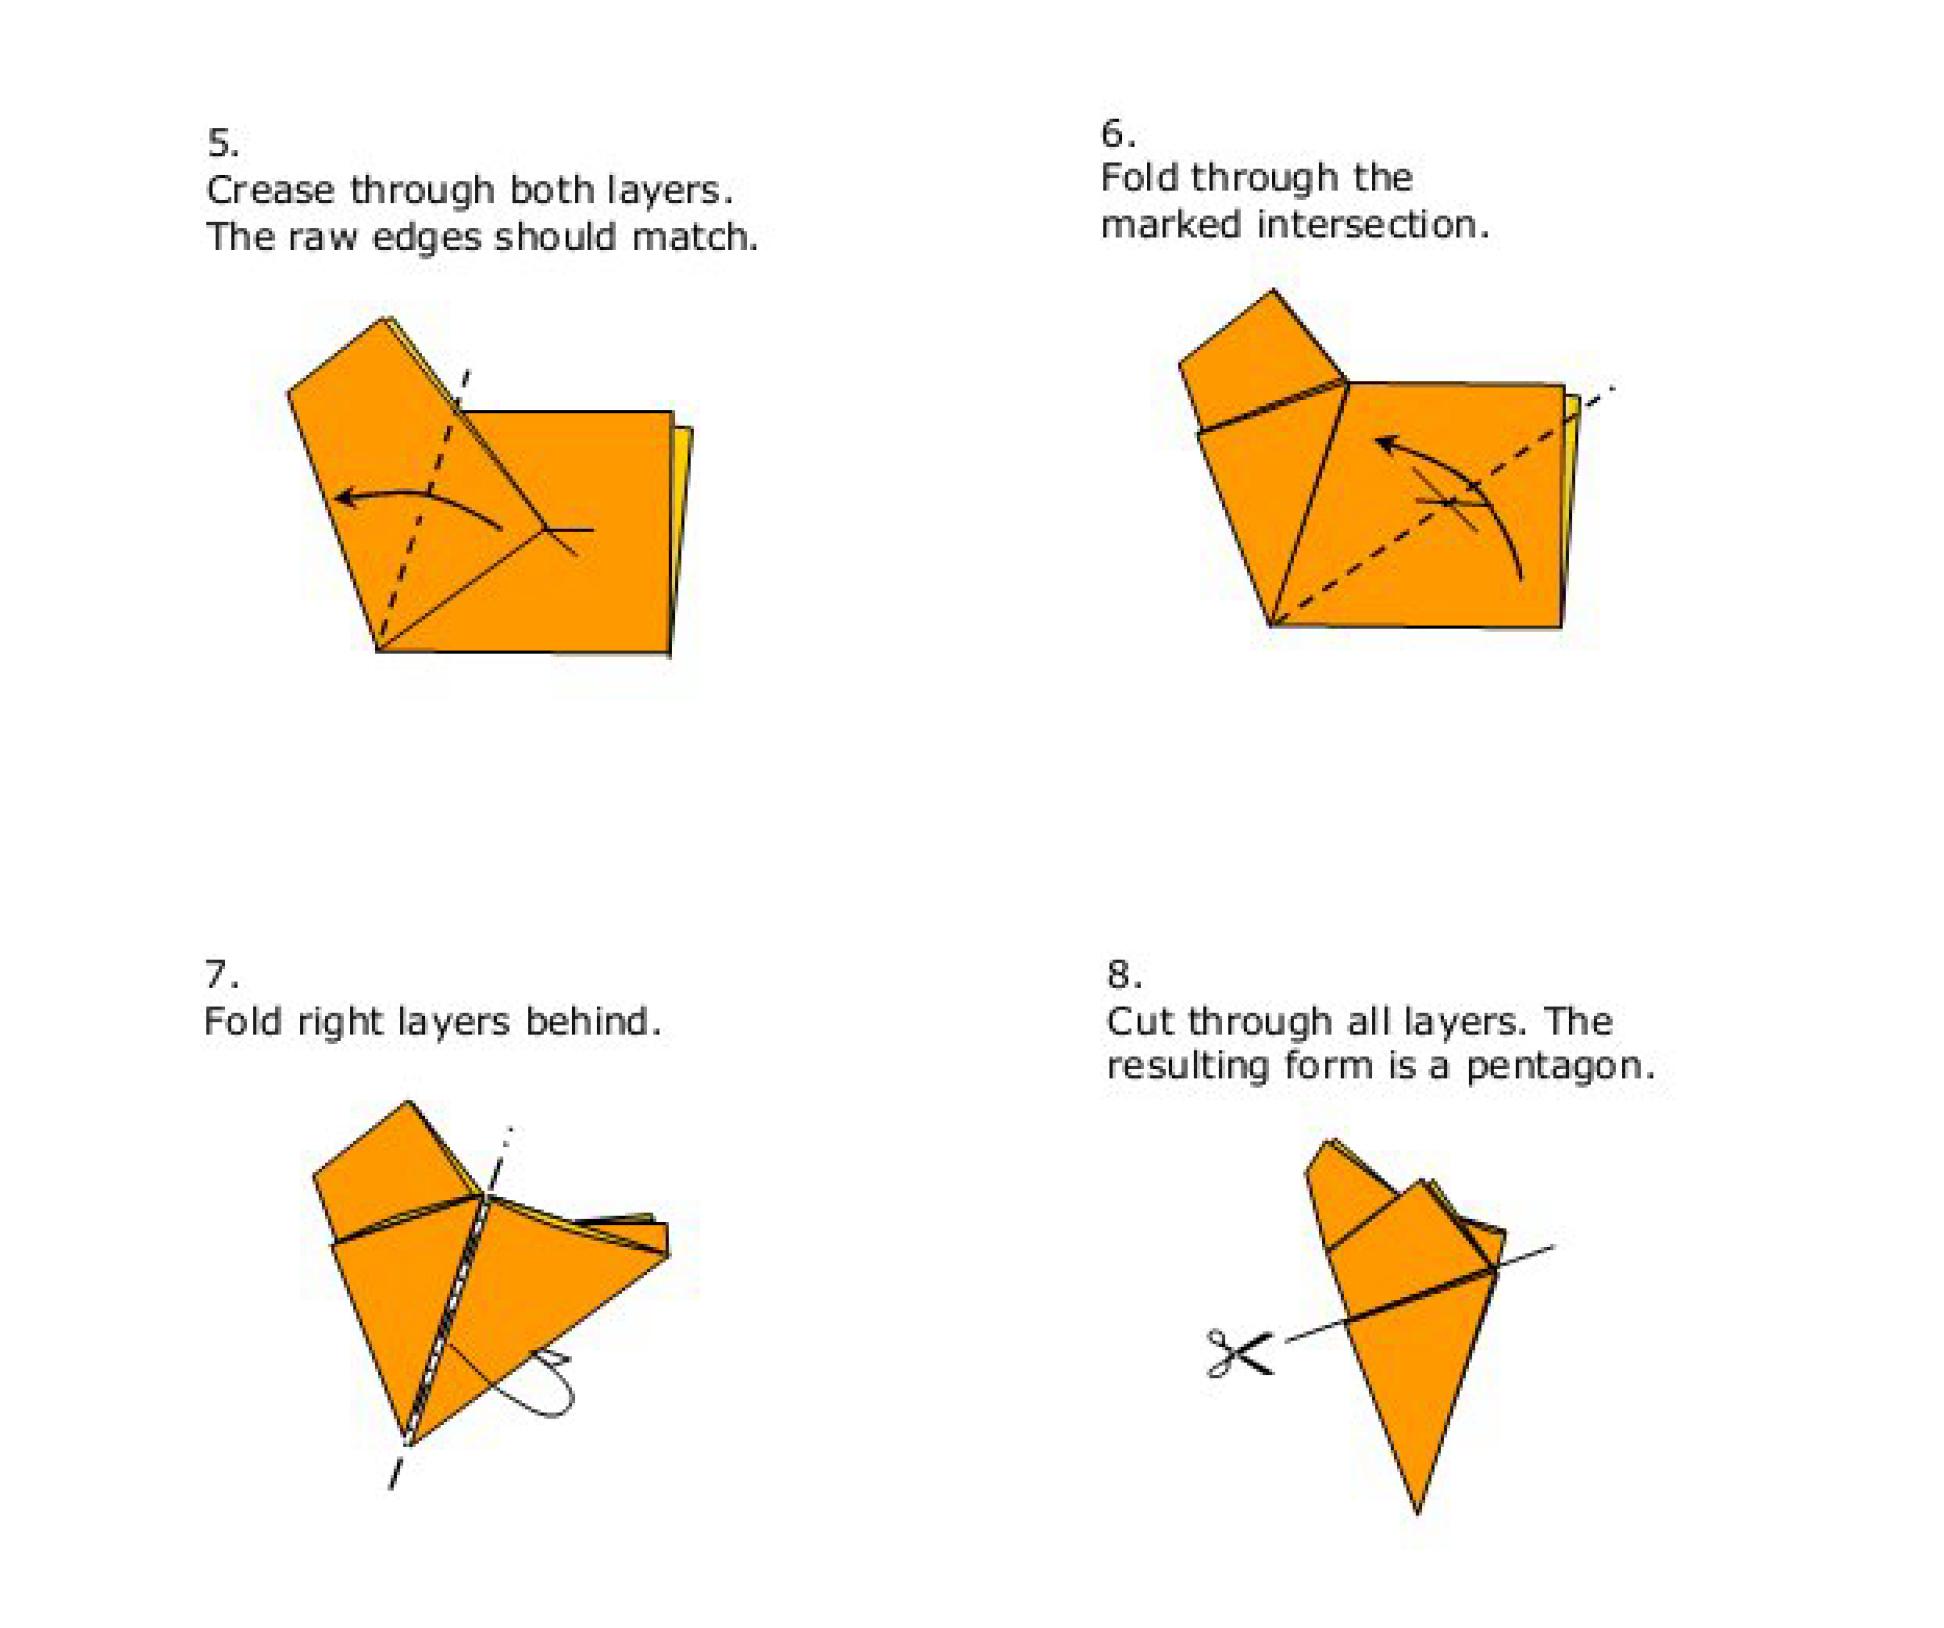 5.
Crease through both layers.
The raw edges should match.
6.
Fold through the
marked intersection.
7.
Fold right layers behind.
8.
Cut through all layers. The
resulting form is a pentagon.